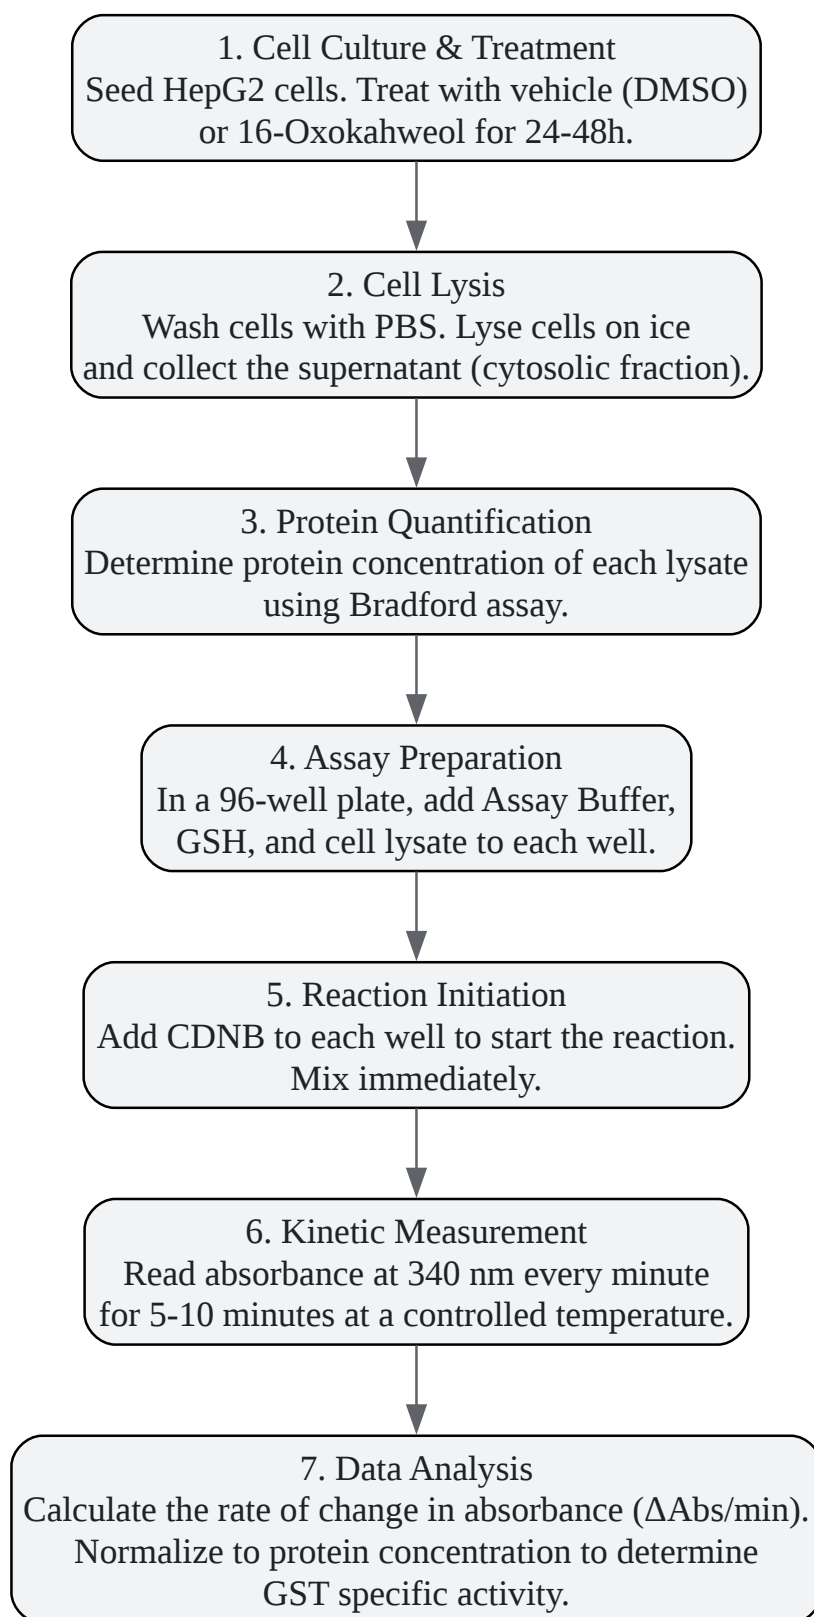 1. Cell Culture & Treatment
Seed HepG2 cells. Treat with vehicle (DMSO)
or 16-Oxokahweol for 24-48h.
2. Cell Lysis
Wash cells with PBS. Lyse cells on ice
and collect the supernatant (cytosolic fraction).
3. Protein Quantification
Determine protein concentration of each lysate
using Bradford assay.
4. Assay Preparation
In a 96-well plate, add Assay Buffer,
GSH, and cell lysate to each well.
5. Reaction Initiation
Add CDNB to each well to start the reaction.
Mix immediately.
6. Kinetic Measurement
Read absorbance at 340 nm every minute
for 5-10 minutes at a controlled temperature.
7. Data Analysis
Calculate the rate of change in absorbance (ΔAbs/min).
Normalize to protein concentration to determine
GST specific activity.